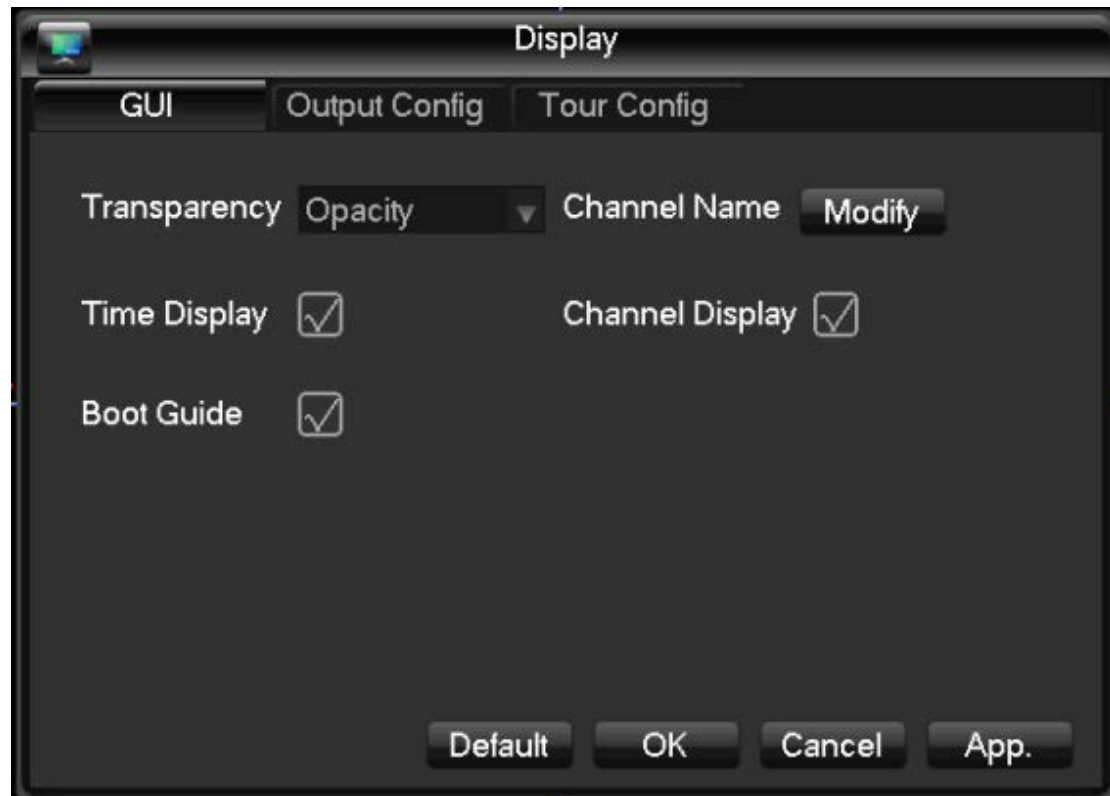 Display
GUI Output Config Tour Config
Transparency Opacity Channel Name Modify
Time Display Channel Display
Boot Guide
Default OK Cancel App.